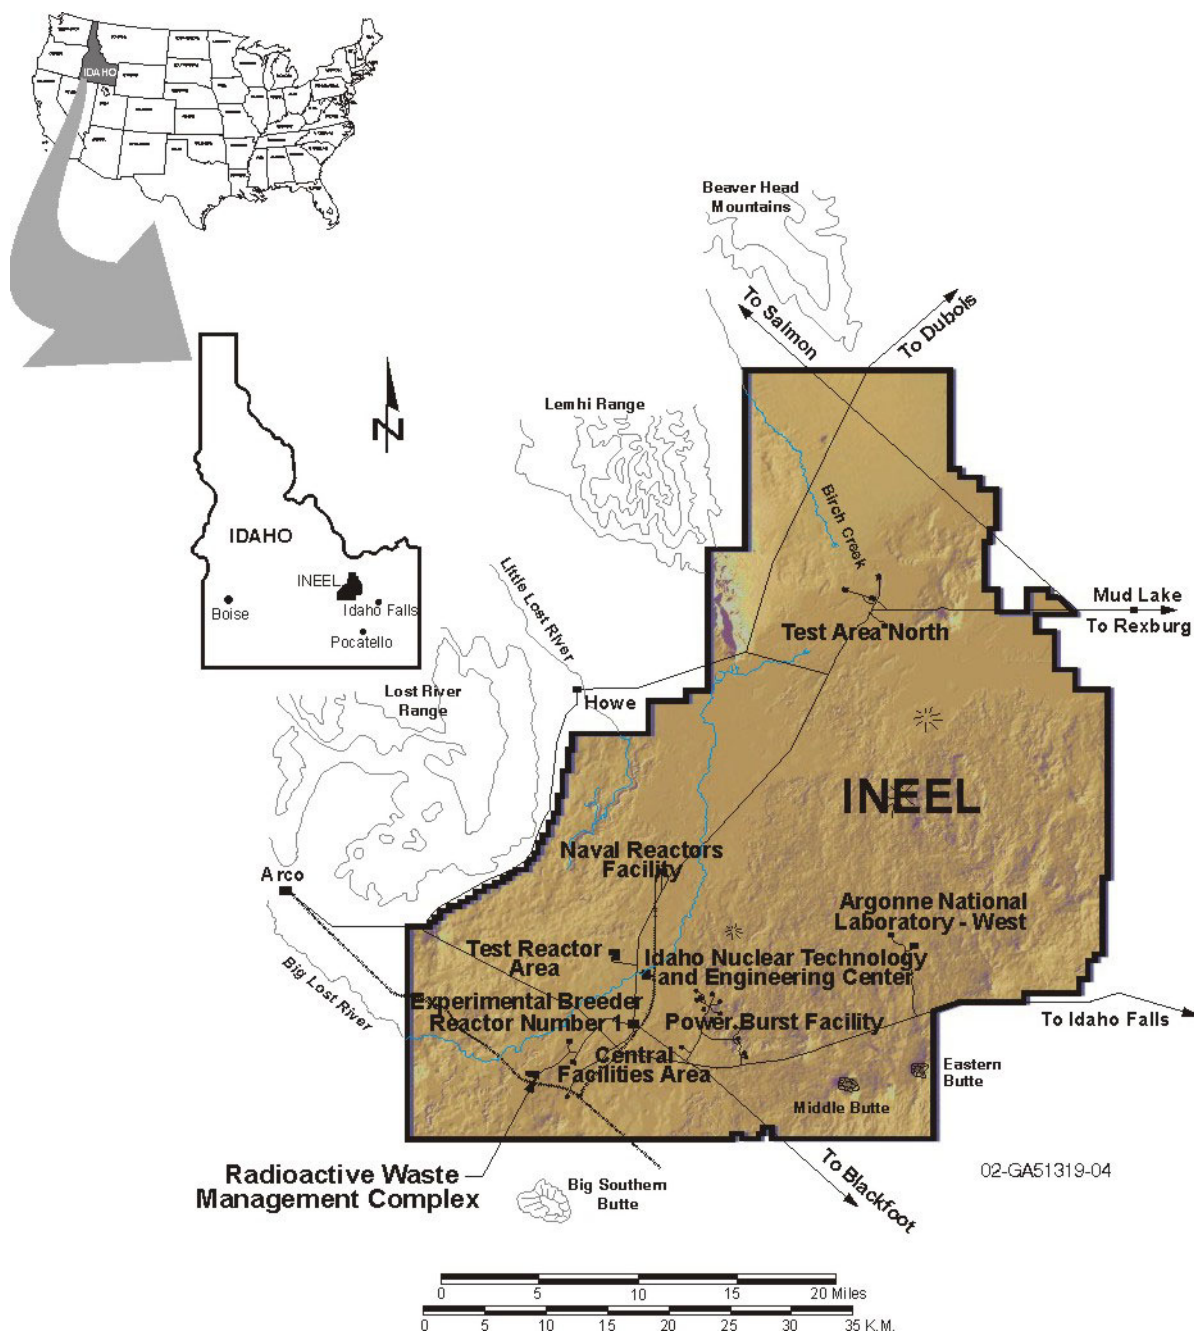 IDAHO
Beaver Head
Mountains
To Salmon
To Dubois
Lemhi Range
N
Birch Creek
IDAHO
INEEL
Boise
Idaho Falls
Pocatello
Little Lost River
Mud Lake
To Rexburg
Test Area North
Lost River
Range
Howe
INEEL
Naval Reactors
Facility
Arco
Argonne National
Laboratory - West
Test Reactor
Area
Idaho Nuclear Technology
and Engineering Center
Big Lost River
Experimental Breeder
Reactor Number 1
Power Burst Facility
To Idaho Falls
Central
Facilities Area
Eastern
Butte
Middle Butte
To Blackfoot
Radioactive Waste
Management Complex
Big Southern
Butte
02-GA51319-04
0 5 10 15 20 Miles
0 5 10 15 20 25 30 35 K.M.